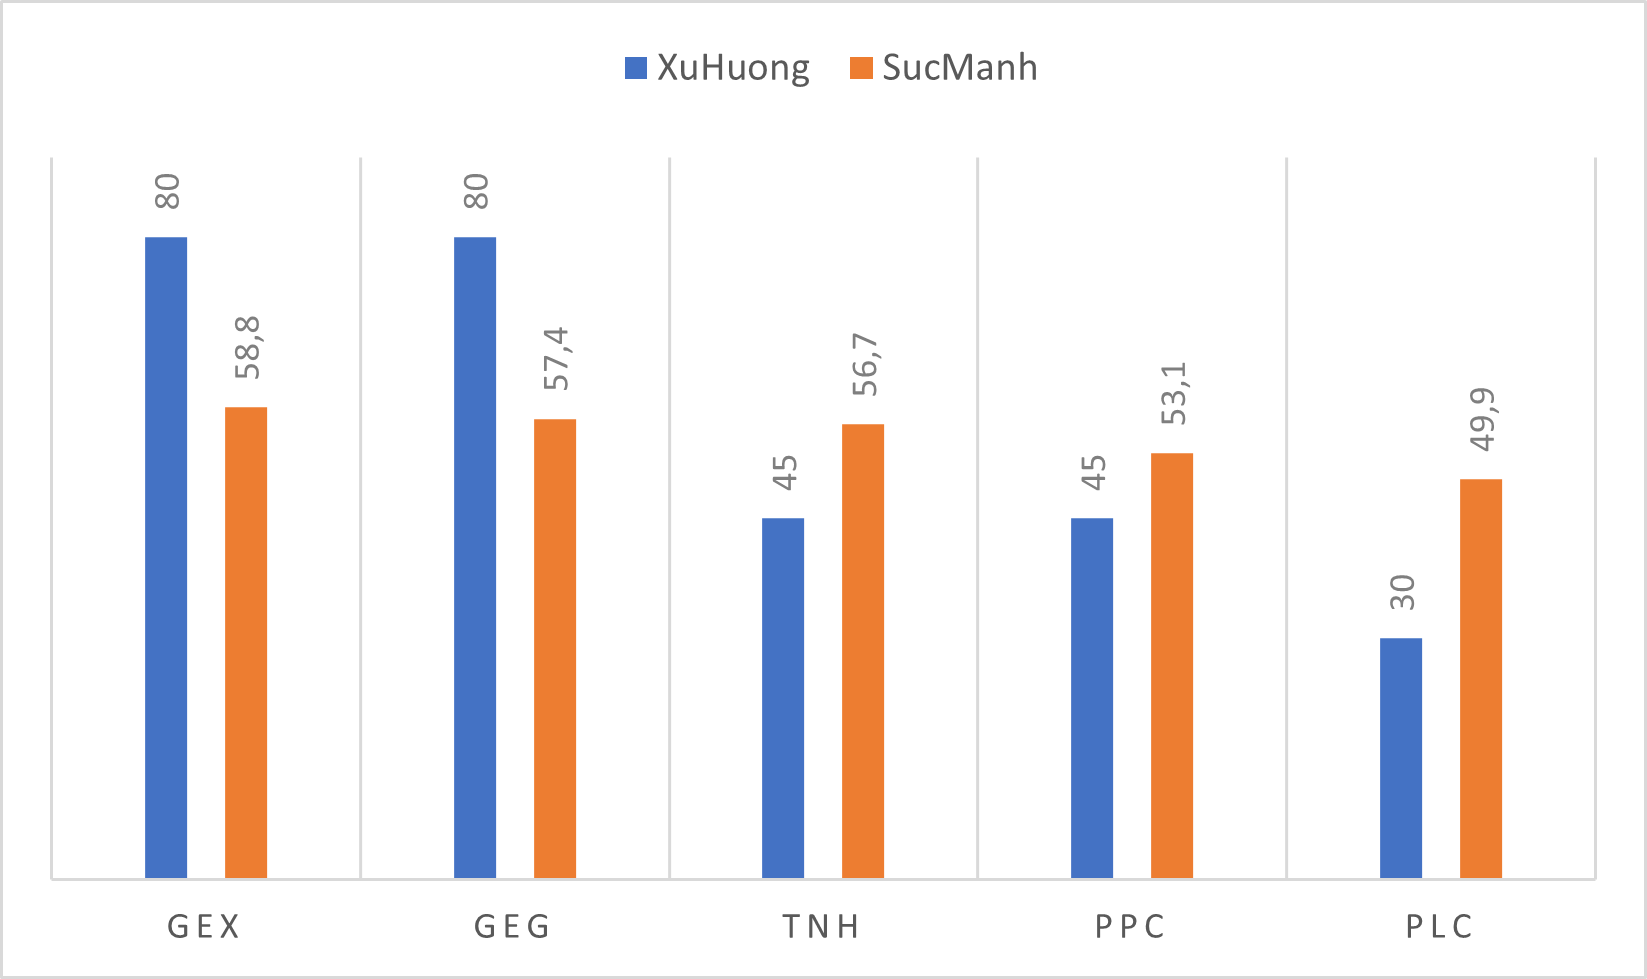 XuHuong SucManh
80 58,8 80 57,4 45 56,7 45 53,1 30 49,9
GEX GEG TNH PPC PLC